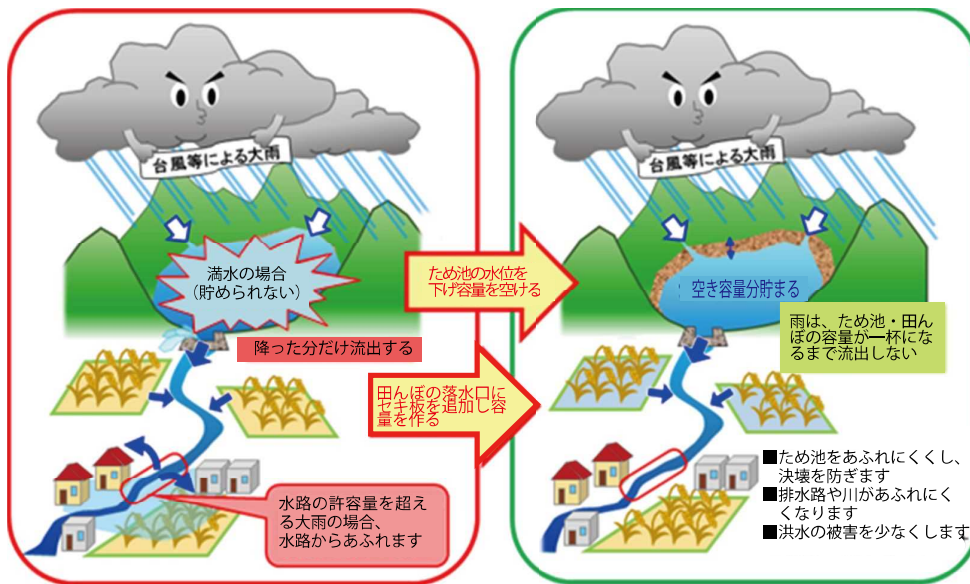 台風等による大雨
満水の場合
(貯められない)
降った分だけ流出する
水路の許容量を超え
る大雨の場合、
水路からあふれます
ため池の水位を
下げ容量を空ける
田んぼの落水口に
セキ板を追加し容
量を作る
台風等による大雨
空き容量分貯まる
雨は、ため池・田ん
ぼの容量が一杯にな
るまで流出しない
■ため池をあふれにくくし、
決壊を防ぎます
■排水路や川があふれにく
くなります
■洪水の被害を少なくします